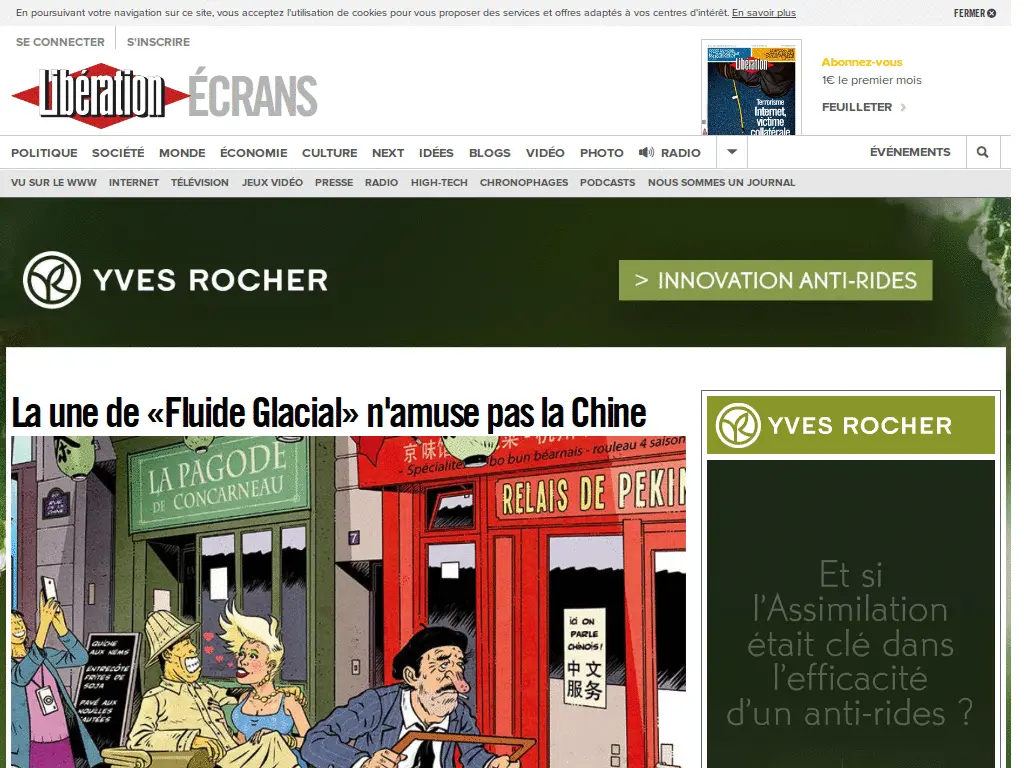 En poursuivant votre navigation sur ce site, vous acceptez l'utilisation de cookies pour vous proposer des services et offres adaptés à vos centres d'intérêt. En savoir plus
FERMER
SE CONNECTER
S'INSCRIRE
Libération
ÉCRANS
Libération
Terrorisme
Internet,
victime
collatérale
Abonnez-vous
1€ le premier mois
FEUILLETER
POLITIQUE SOCIÉTÉ MONDE ÉCONOMIE CULTURE NEXT IDÉES BLOGS VIDÉO PHOTO RADIO ÉVÉNEMENTS
VU SUR LE WWW INTERNET TÉLÉVISION JEUX VIDÉO PRESSE RADIO HIGH-TECH CHRONOPHAGES PODCASTS NOUS SOMMES UN JOURNAL
YVES ROCHER
> INNOVATION ANTI-RIDES
La une de «Fluide Glacial» n'amuse pas la Chine
LA PAGODE
DE CONCARNEAU
京味馆
- Spécialité bo bun béarnais - rouleau 4 saison
RELAIS DE PEKIN
7
ICI ON
PARLE
CHINOIS!
中文
服务
QUICHE
AUX NEMS
ENTRECÔTE
FRITES DE
SOJA
PAVÉ AUX
NOUILLES
SAUTÉES
YVES ROCHER
Et si
l'Assimilation
était clé dans
l'efficacité
d'un anti-rides ?